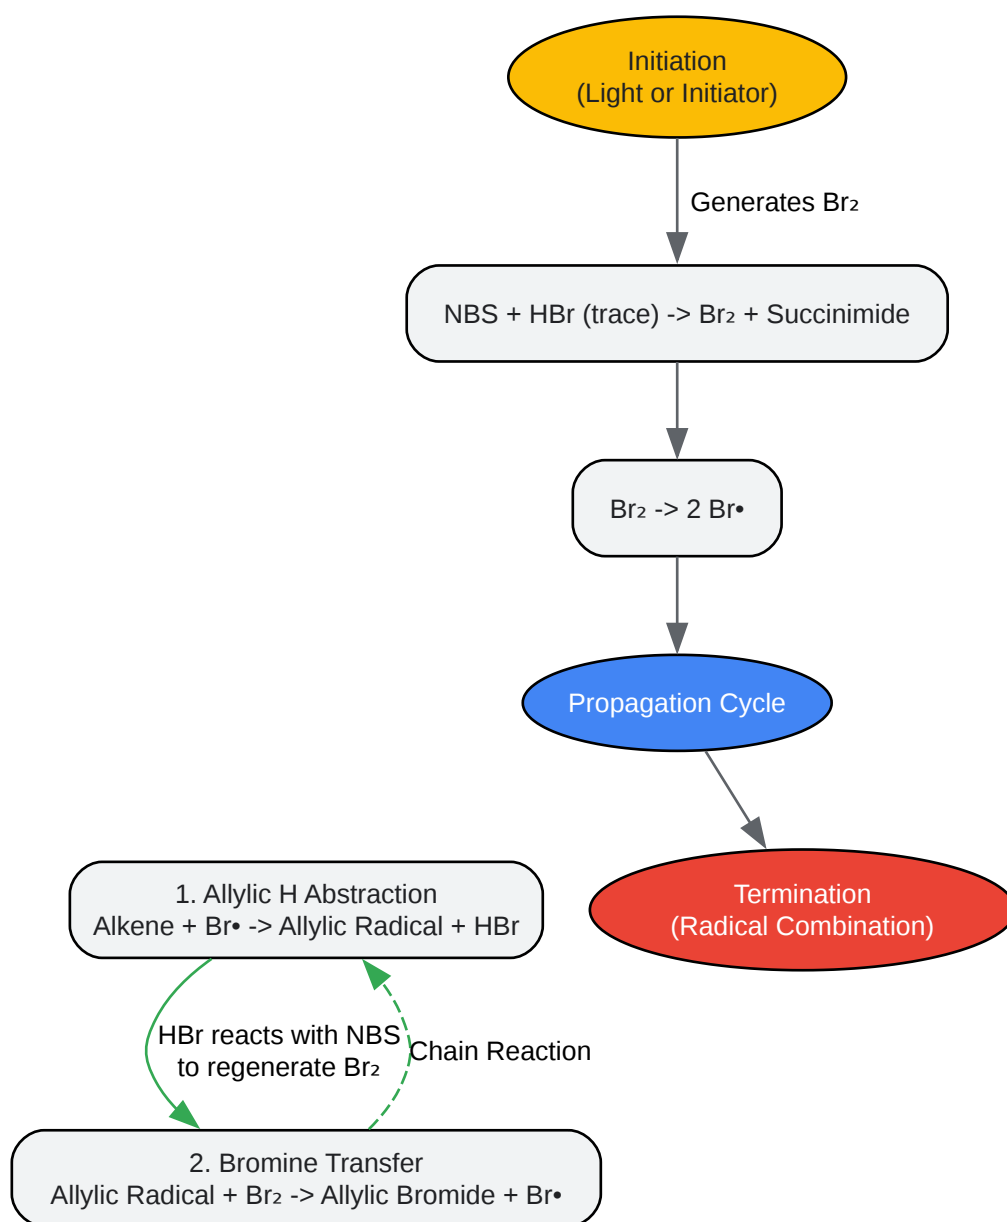 Initiation
(Light or Initiator)
Generates Br₂
NBS + HBr (trace) -> Br₂ + Succinimide
Br₂ -> 2 Br•
Propagation Cycle
Termination
(Radical Combination)
1. Allylic H Abstraction
Alkene + Br• -> Allylic Radical + HBr
HBr reacts with NBS
to regenerate Br₂
Chain Reaction
2. Bromine Transfer
Allylic Radical + Br₂ -> Allylic Bromide + Br•